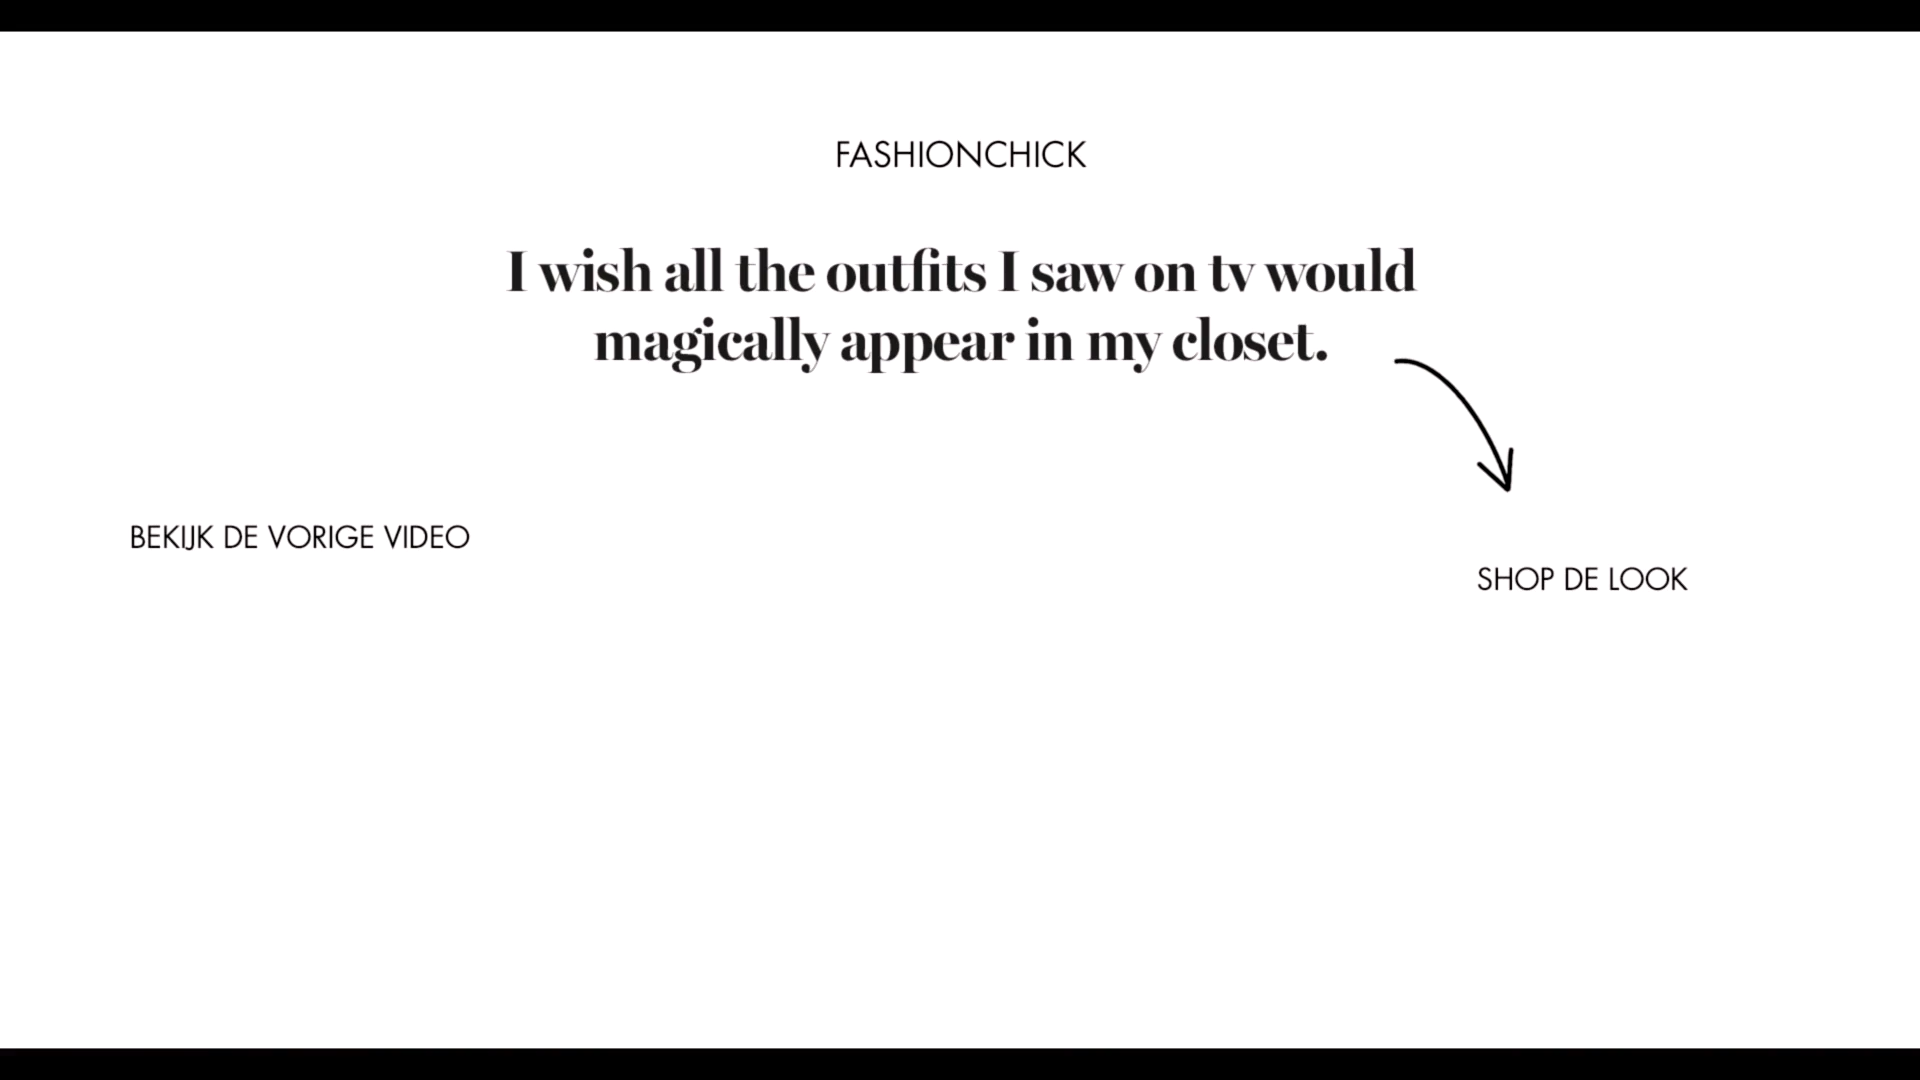 FASHIONCHICK
I wish all the outfits I saw on tv would
magically appear in my closet.
BEKIJK DE VORIGE VIDEO
SHOP DE LOOK